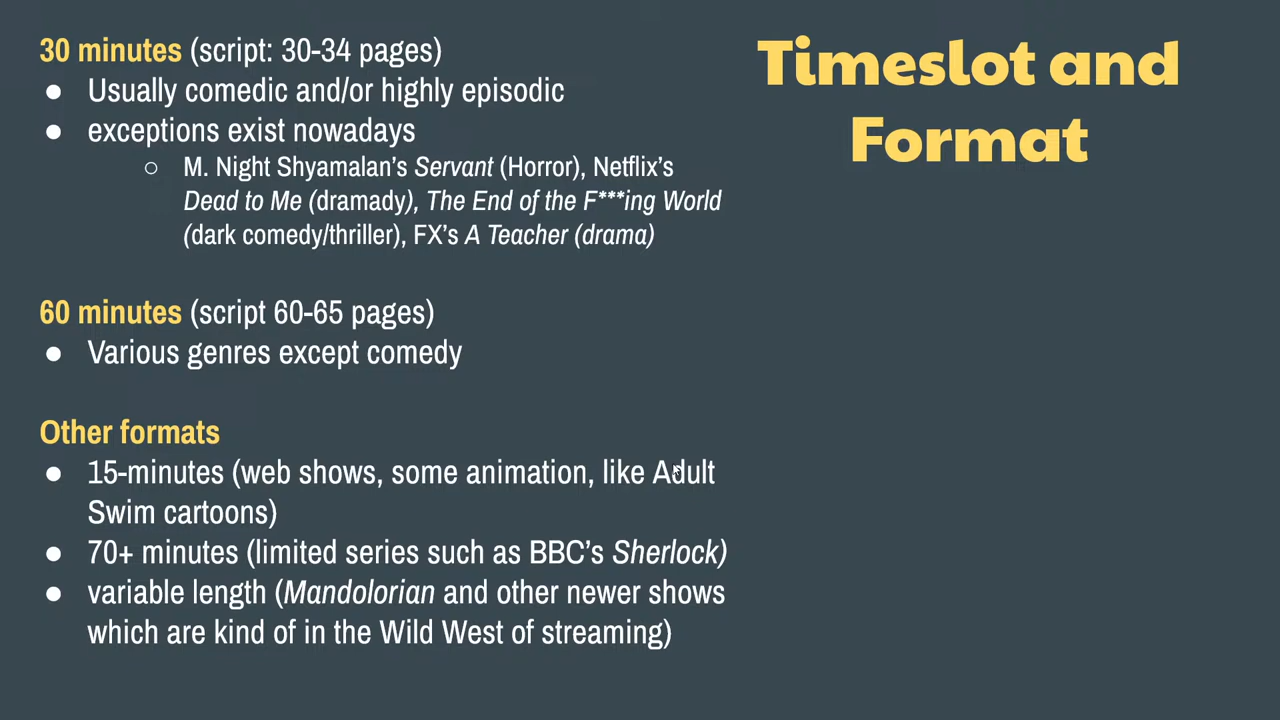 30 minutes (script: 30-34 pages)
● Usually comedic and/or highly episodic
● exceptions exist nowadays
○ M. Night Shyamalan's Servant (Horror), Netflix's
Dead to Me (dramady), The End of the F***ing World
(dark comedy/thriller), FX's A Teacher (drama)
60 minutes (script 60-65 pages)
● Various genres except comedy
Other formats
● 15-minutes (web shows, some animation, like Adult
Swim cartoons)
● 70+ minutes (limited series such as BBC's Sherlock)
● variable length (Mandolorian and other newer shows
which are kind of in the Wild West of streaming)
Timeslot and
Format